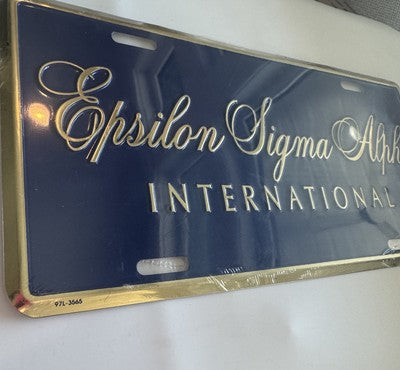 Epsilon Sigma Alph
INTERNATIONAL
97L-3565